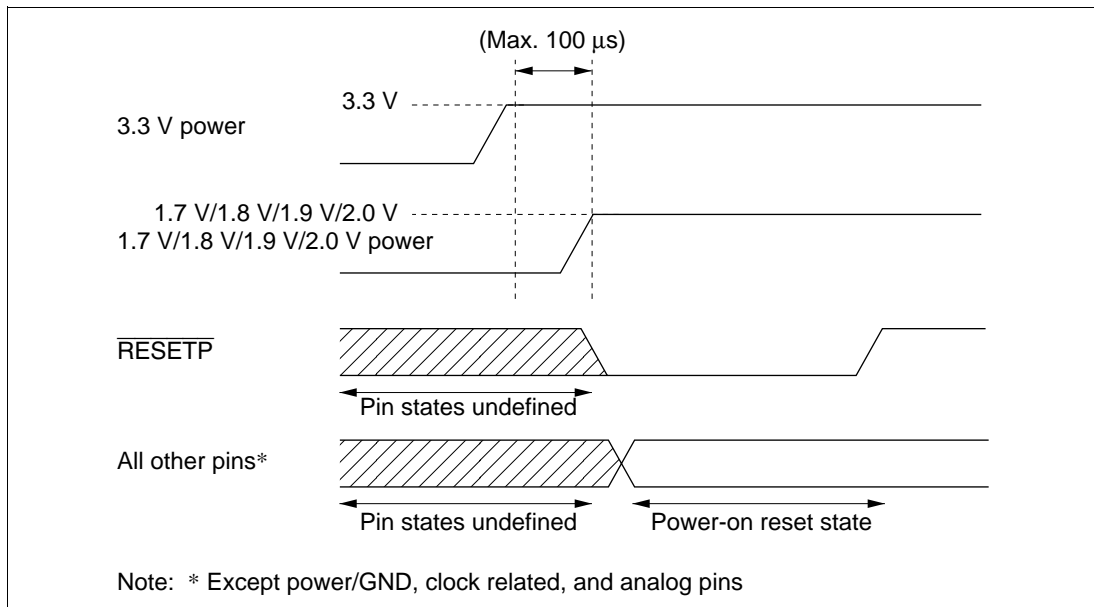 (Max. 100 μs)
3.3 V
3.3 V power
1.7 V/1.8 V/1.9 V/2.0 V
1.7 V/1.8 V/1.9 V/2.0 V power
RESETP
Pin states undefined
All other pins*
Pin states undefined
Power-on reset state
Note: * Except power/GND, clock related, and analog pins